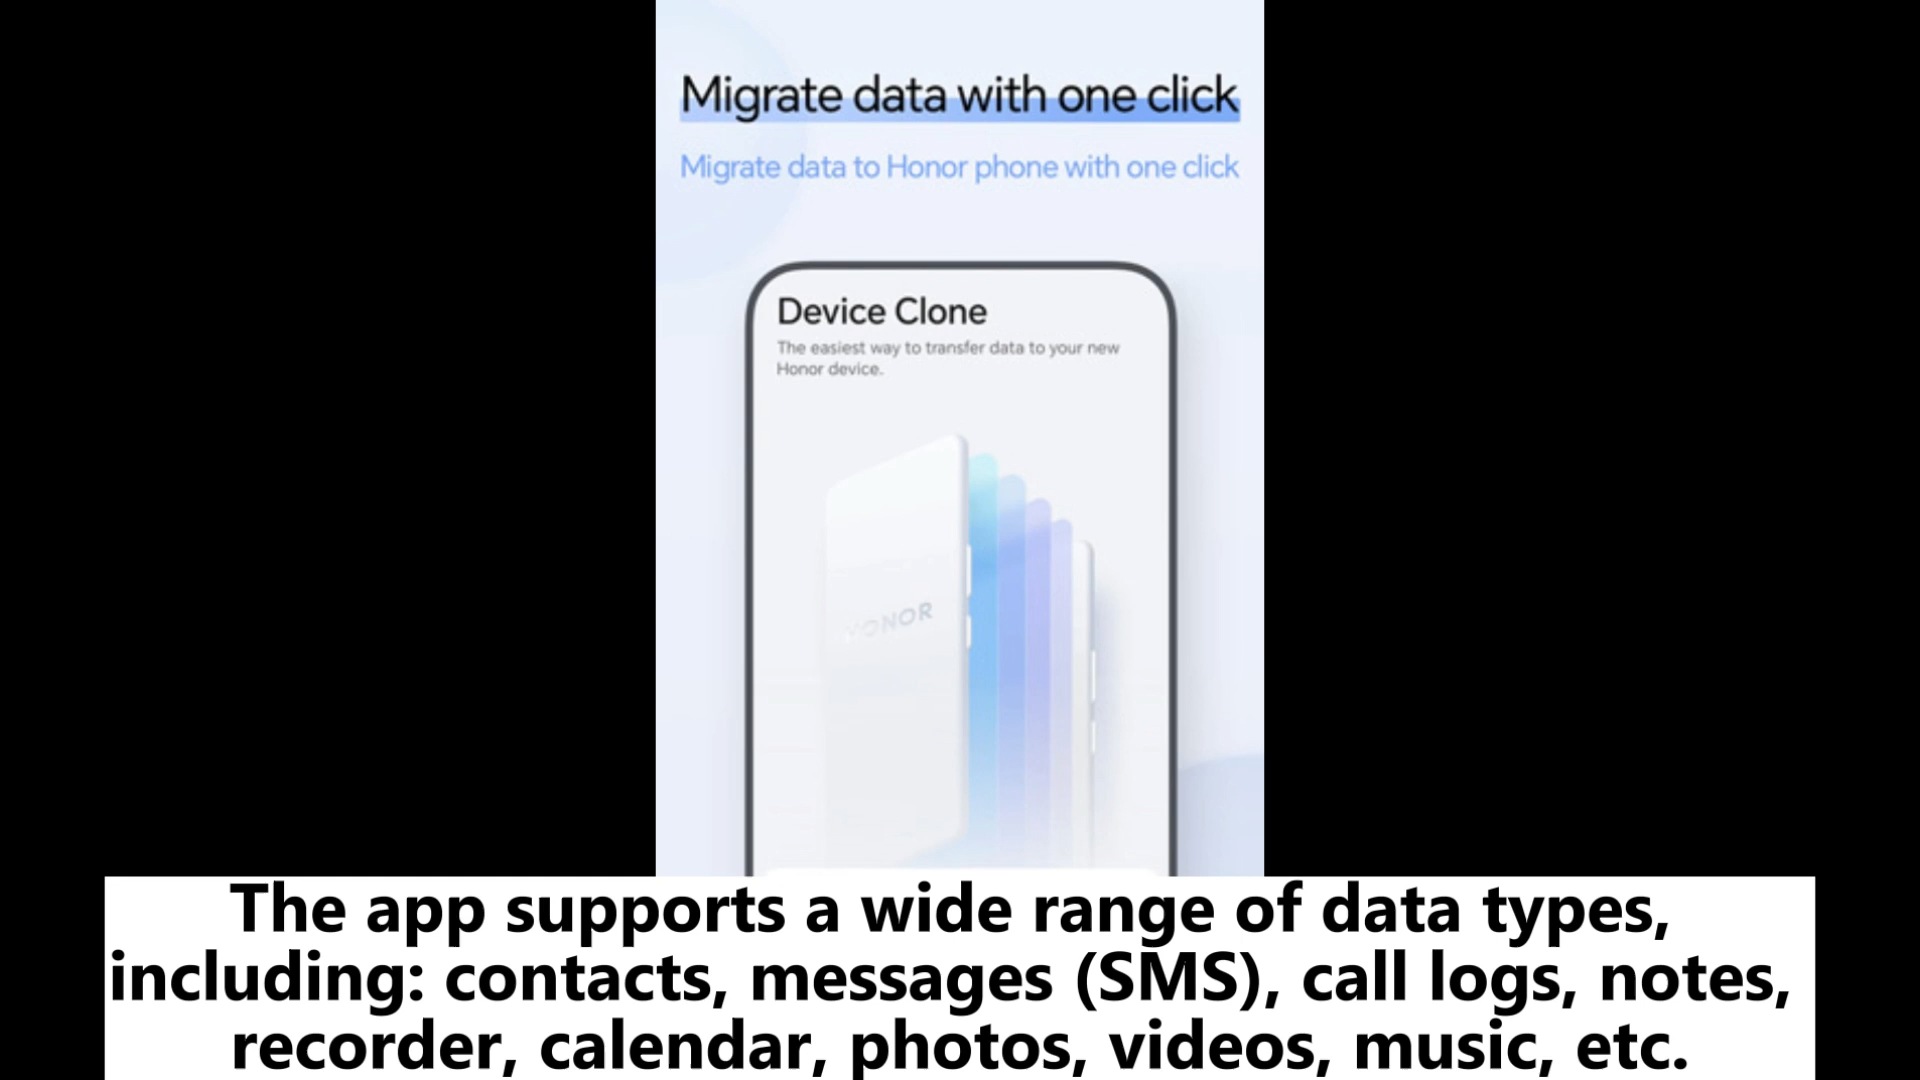 Migrate data with one click
Migrate data to Honor phone with one click
Device Clone
The easiest way to transfer data to your new
Honor device.
HONOR
The app supports a wide range of data types,
including: contacts, messages (SMS), call logs, notes,
recorder, calendar, photos, videos, music, etc.